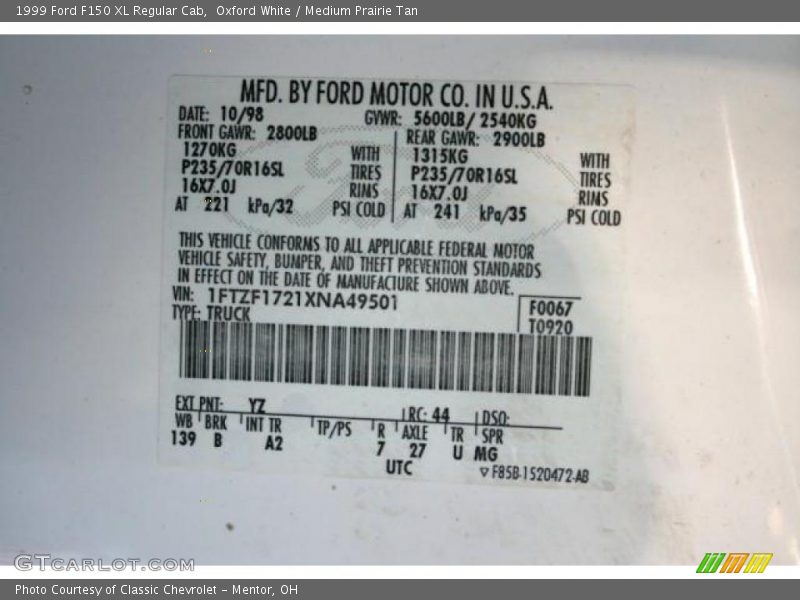 1999 Ford F150 XL Regular Cab,  Oxford White / Medium Prairie Tan
MFD. BY FORD MOTOR CO. IN U.S.A.
DATE: 10/98 GVWR: 5600LB/ 2540KG
FRONT GAWR: 2800LB REAR GAWR: 2900LB
1270KG WITH 1315KG WITH
P235/70R16SL TIRES P235/70R16SL TIRES
16X7.0J RIMS 16X7.0J RIMS
AT 221 kPa/32 PSI COLD AT 241 kPa/35 PSI COLD
THIS VEHICLE CONFORMS TO ALL APPLICABLE FEDERAL MOTOR
VEHICLE SAFETY, BUMPER, AND THEFT PREVENTION STANDARDS
IN EFFECT ON THE DATE OF MANUFACTURE SHOWN ABOVE.
VIN: 1FTZF1721XNA49501 F0067
TYPE: TRUCK T0920
EXT PNT: YZ RC: 44 DSO:
WB BRK INT TR TP/PS R AXLE TR SPR
139 B A2 7 27 U MG
UTC ▽ F85B-1520472-AB
GTCARLOT.COM
Photo Courtesy of Classic Chevrolet - Mentor, OH